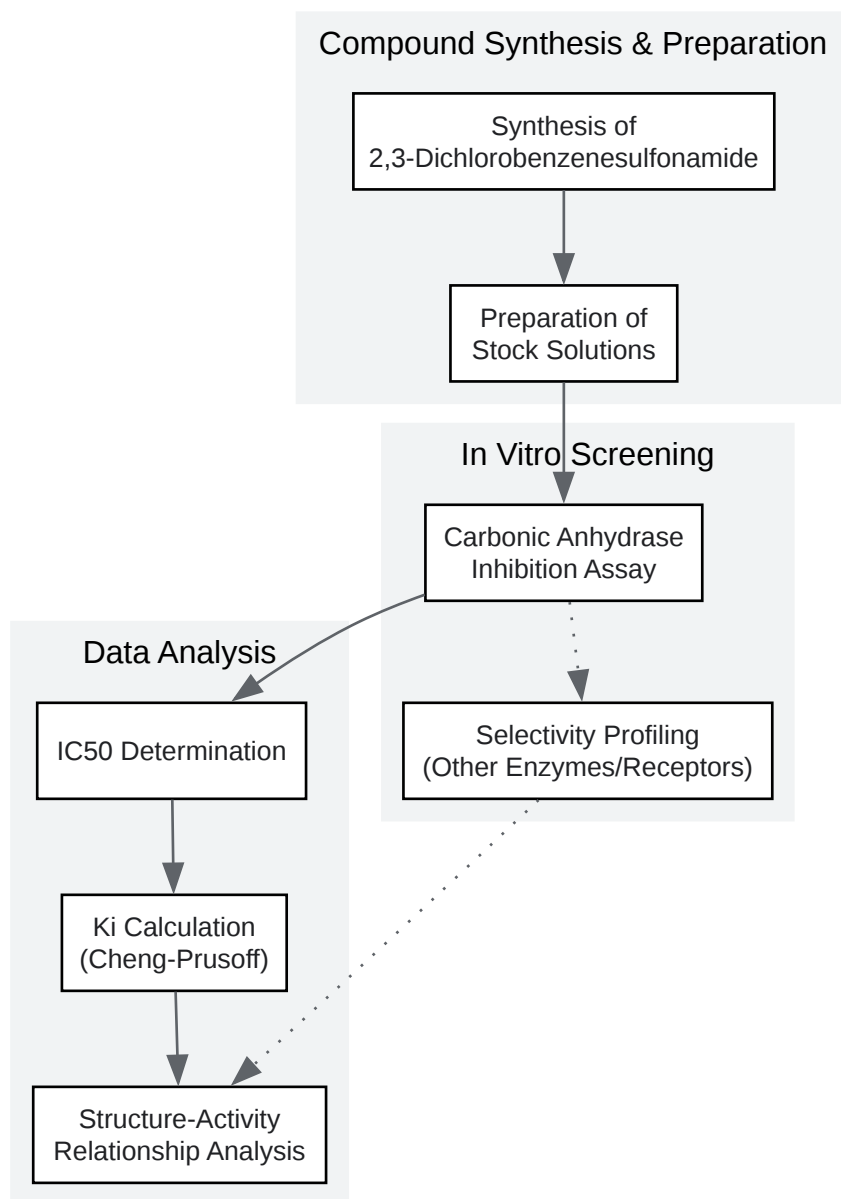 Compound Synthesis & Preparation
Synthesis of
2,3-Dichlorobenzenesulfonamide
Preparation of
Stock Solutions
In Vitro Screening
Carbonic Anhydrase
Inhibition Assay
Data Analysis
IC50 Determination
Selectivity Profiling
(Other Enzymes/Receptors)
Ki Calculation
(Cheng-Prusoff)
Structure-Activity
Relationship Analysis